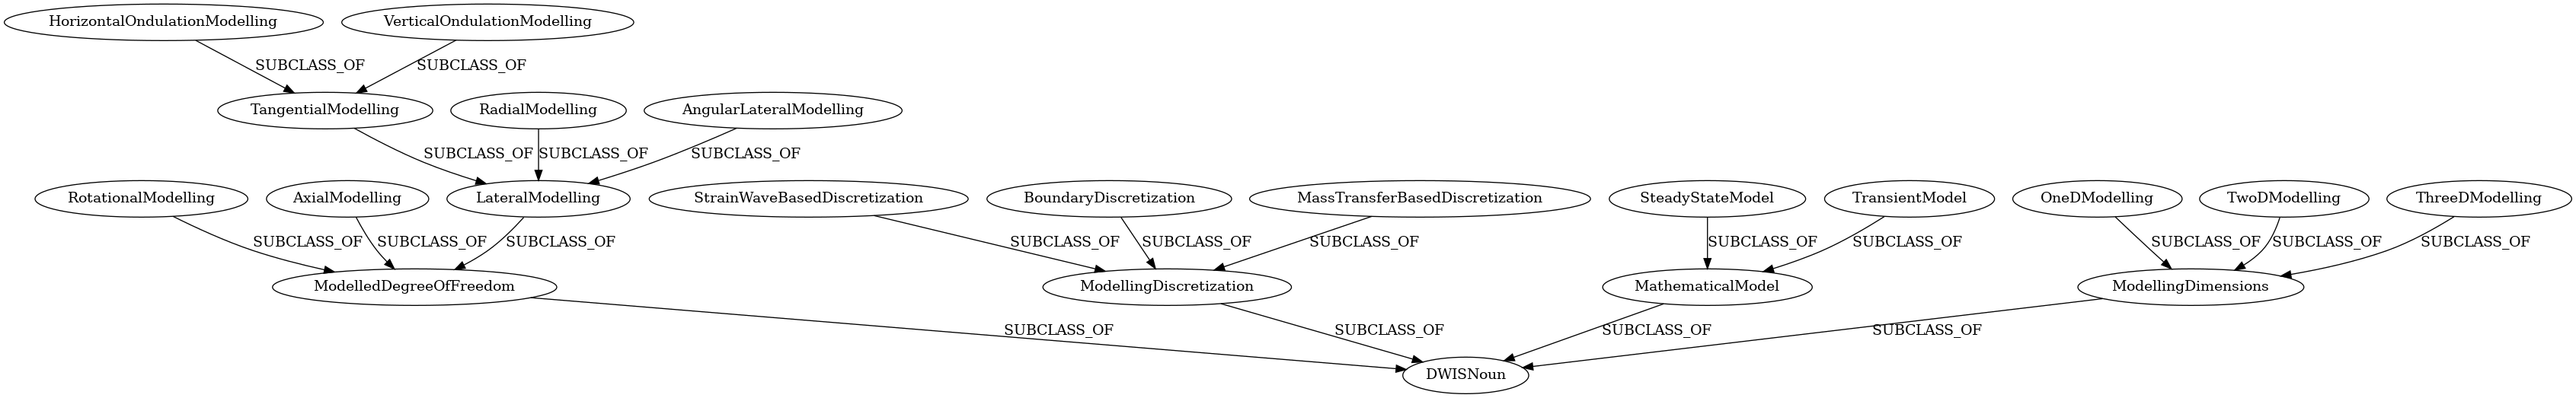 HorizontalOndulationModelling
VerticalOndulationModelling
SUBCLASS_OF
SUBCLASS_OF
TangentialModelling
RadialModelling
AngularLateralModelling
SUBCLASS_OF
SUBCLASS_OF
SUBCLASS_OF
RotationalModelling
AxialModelling
LateralModelling
StrainWaveBasedDiscretization
BoundaryDiscretization
MassTransferBasedDiscretization
SteadyStateModel
TransientModel
OneDModelling
TwoDModelling
ThreeDModelling
SUBCLASS_OF
SUBCLASS_OF
SUBCLASS_OF
SUBCLASS_OF
SUBCLASS_OF
SUBCLASS_OF
SUBCLASS_OF
SUBCLASS_OF
SUBCLASS_OF
SUBCLASS_OF
SUBCLASS_OF
ModelledDegreeOfFreedom
ModellingDiscretization
MathematicalModel
ModellingDimensions
SUBCLASS_OF
SUBCLASS_OF
SUBCLASS_OF
SUBCLASS_OF
DWISNoun